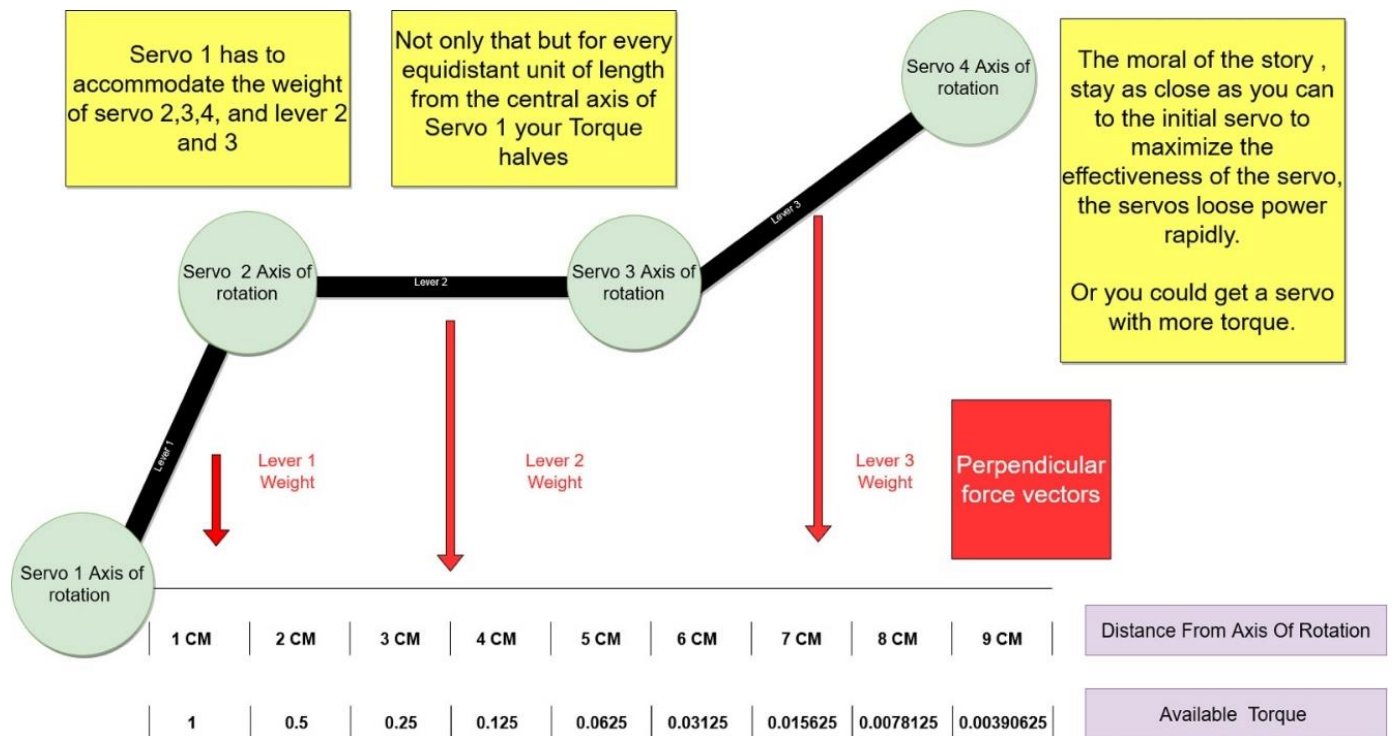 Servo 1 has to
accommodate the weight
of servo 2,3,4, and lever 2
and 3
Not only that but for every
equidistant unit of length
from the central axis of
Servo 1 your Torque
halves
Servo 4 Axis of
rotation
The moral of the story ,
stay as close as you can
to the initial servo to
maximize the
effectiveness of the servo,
the servos loose power
rapidly.
Or you could get a servo
with more torque.
Servo 2 Axis of
rotation
Lever 2
Servo 3 Axis of
rotation
Lever 3
Lever 1
Lever 1
Weight
Lever 2
Weight
Lever 3
Weight
Perpendicular
force vectors
Servo 1 Axis of
rotation
1 CM 2 CM 3 CM 4 CM 5 CM 6 CM 7 CM 8 CM 9 CM
Distance From Axis Of Rotation
1 0.5 0.25 0.125 0.0625 0.03125 0.015625 0.0078125 0.00390625
Available Torque